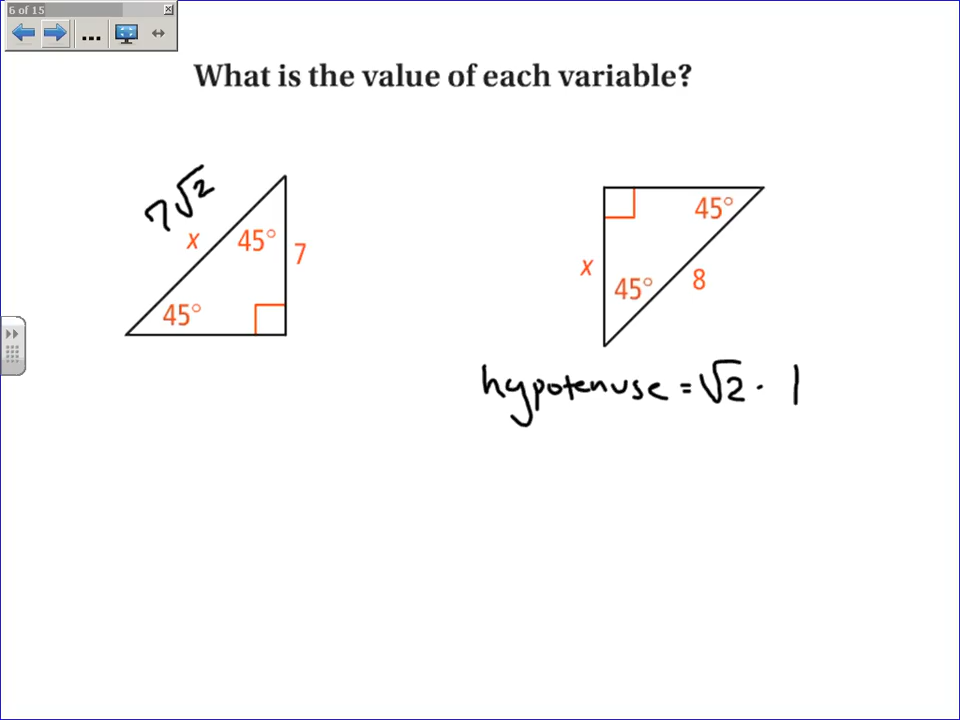 6 of 15
...
What is the value of each variable?
7√2
x
45°
7
45°
45°
x
45°
8
hypotenuse = √2 · l